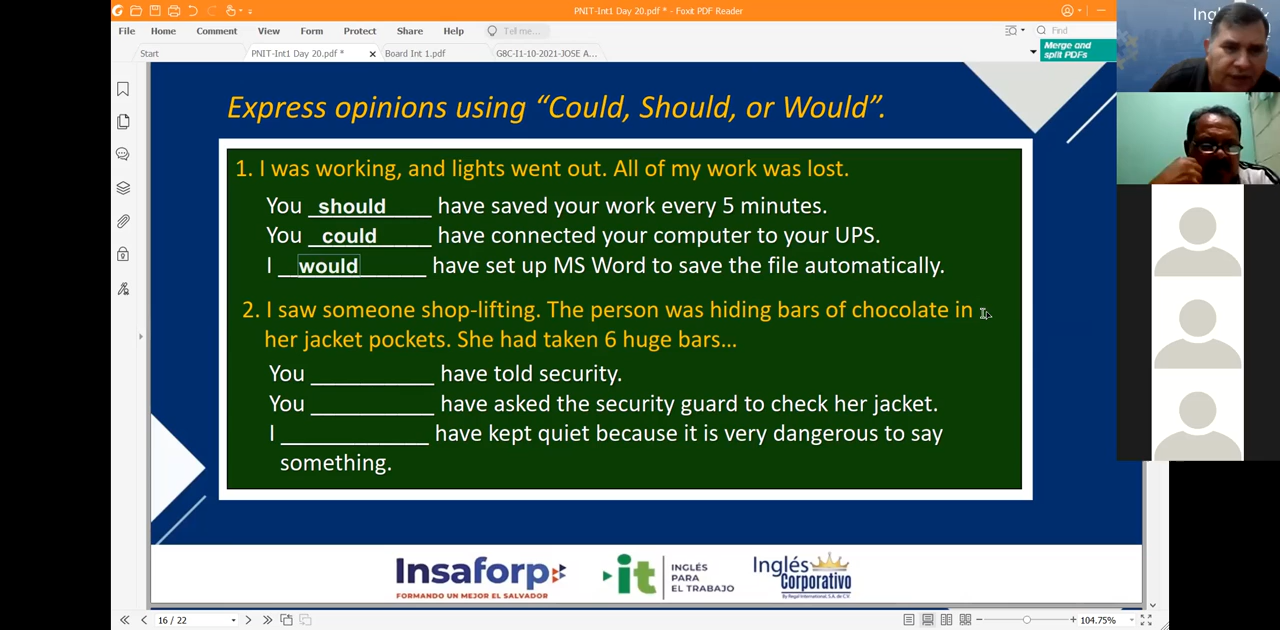 PNIT-Int1 Day 20.pdf * - Foxit PDF Reader
File Home Comment View Form Protect Share Help Tell me... Find
Start PNIT-Int1 Day 20.pdf * Board Int 1.pdf G8C-I1-10-2021-JOSE A...
Merge and
split PDFs
Express opinions using “Could, Should, or Would”.
1. I was working, and lights went out. All of my work was lost.
You ___should_____ have saved your work every 5 minutes.
You ___could_____ have connected your computer to your UPS.
I ___would_____ have set up MS Word to save the file automatically.
2. I saw someone shop-lifting. The person was hiding bars of chocolate in
her jacket pockets. She had taken 6 huge bars...
You ___________ have told security.
You ___________ have asked the security guard to check her jacket.
I _____________ have kept quiet because it is very dangerous to say
something.
Insaforp
FORMANDO UN MEJOR EL SALVADOR
it INGLÉS
PARA
EL TRABAJO
Inglés
Corporativo
16 / 22
104.75%